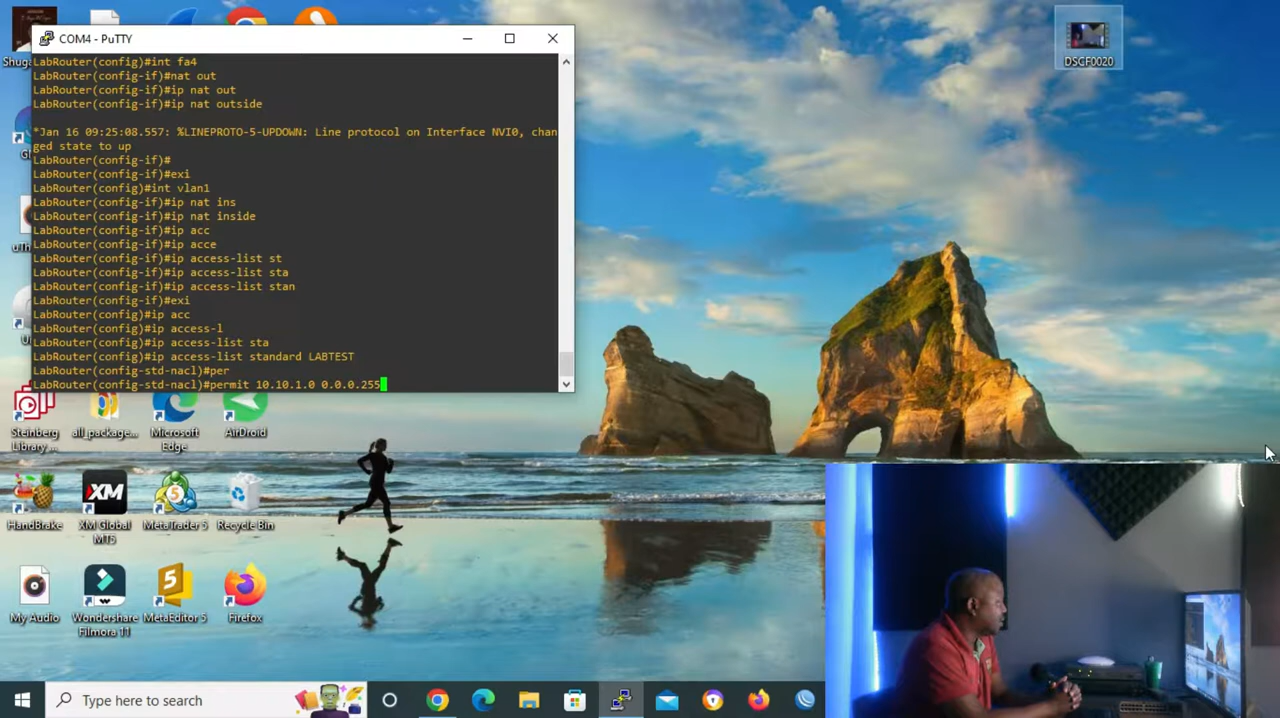 COM4 - PuTTY
LabRouter(config)#int fa4
LabRouter(config-if)#nat out
LabRouter(config-if)#ip nat out
LabRouter(config-if)#ip nat outside
*Jan 16 09:25:08.557: %LINEPROTO-5-UPDOWN: Line protocol on Interface NVI0, chan
ged state to up
LabRouter(config-if)#
LabRouter(config-if)#exi
LabRouter(config)#int vlan1
LabRouter(config-if)#ip nat ins
LabRouter(config-if)#ip nat inside
LabRouter(config-if)#ip acc
LabRouter(config-if)#ip acce
LabRouter(config-if)#ip access-list st
LabRouter(config-if)#ip access-list sta
LabRouter(config-if)#ip access-list stan
LabRouter(config-if)#exi
LabRouter(config)#ip acc
LabRouter(config)#ip access-l
LabRouter(config)#ip access-list sta
LabRouter(config)#ip access-list standard LABTEST
LabRouter(config-std-nacl)#per
LabRouter(config-std-nacl)#permit 10.10.1.0 0.0.0.255
DSCF0020
Steinberg
Library ...
all_package...
Microsoft
Edge
AirDroid
HandBrake
XM
XM Global
MT5
MetaTrader 5
Recycle Bin
My Audio
Wondershare
Filmora 11
MetaEditor 5
Firefox
Type here to search